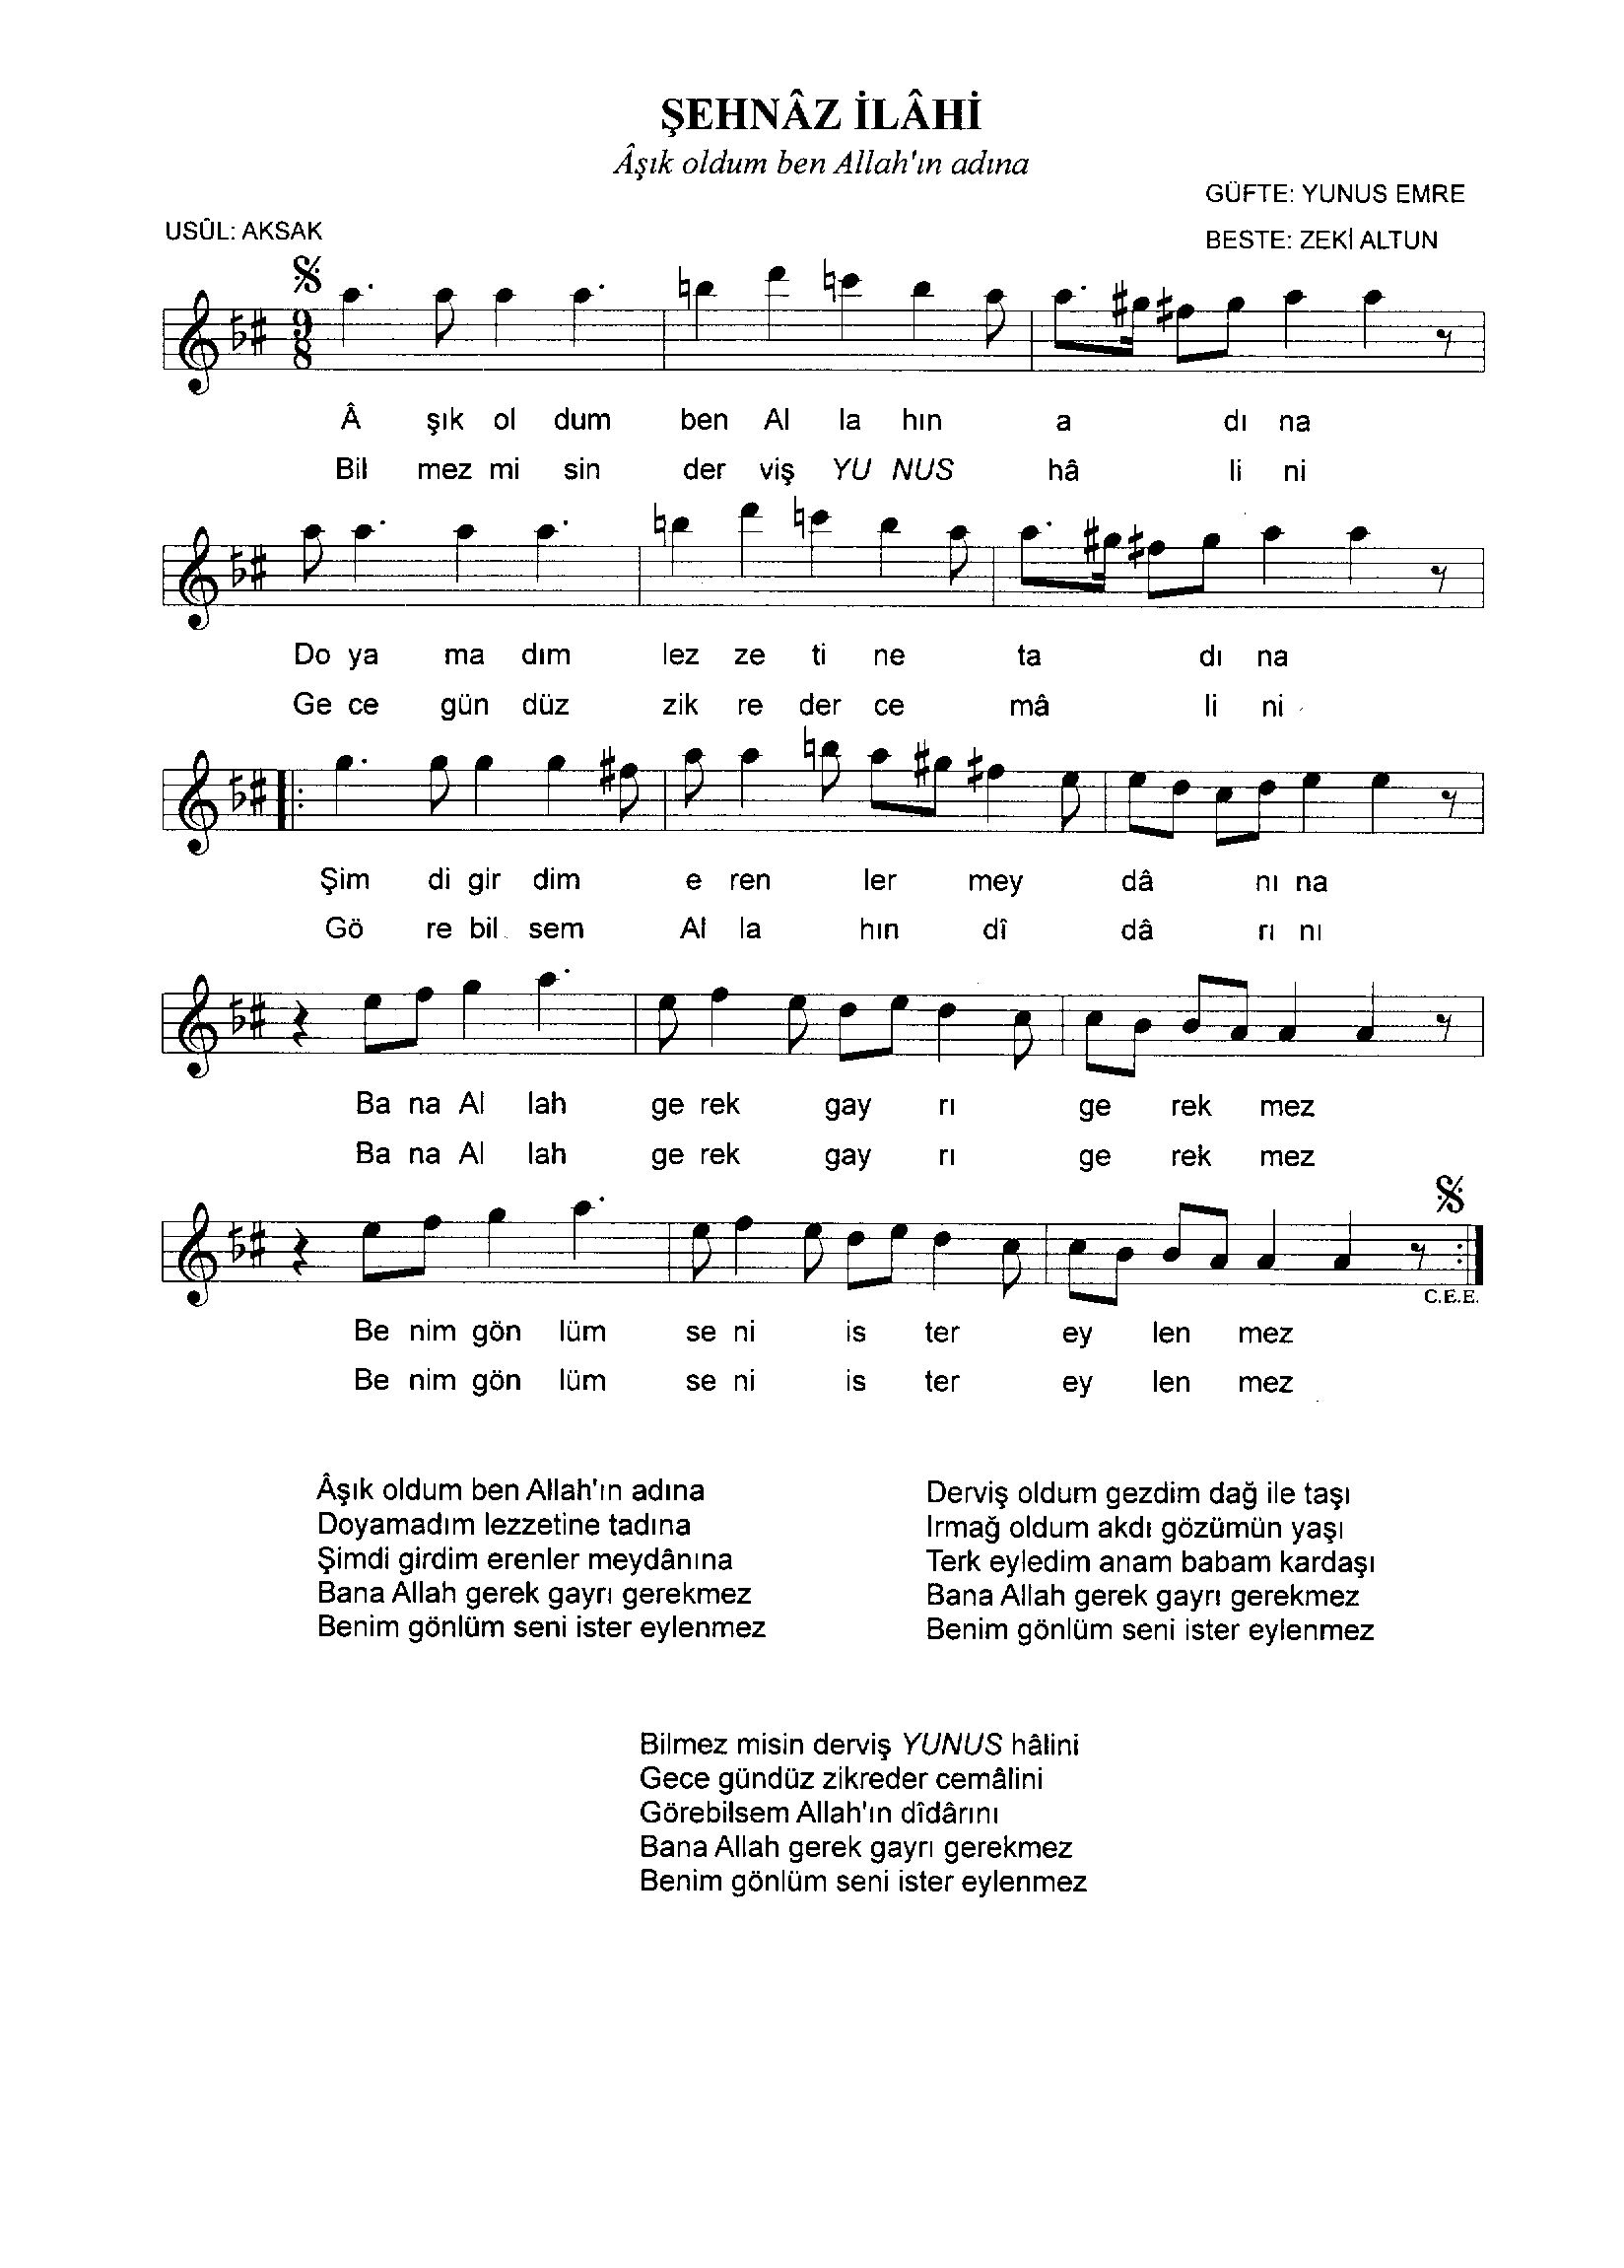 ŞEHNÂZ İLÂHİ
Âşık oldum ben Allah'ın adına
GÜFTE: YUNUS EMRE
USÛL: AKSAK
BESTE: ZEKİ ALTUN
9
8
Â şık ol dum ben Al la hın a dı na
Bil mez mi sin der viş YU NUS hâ li ni
Do ya ma dım lez ze ti ne ta dı na
Ge ce gün düz zik re der ce mâ li ni
Şim di gir dim e ren ler mey dâ nı na
Gö re bil sem Al la hın dî dâ rı nı
Ba na Al lah ge rek gay rı ge rek mez
Ba na Al lah ge rek gay rı ge rek mez
C.E.E.
Be nim gön lüm se ni is ter ey len mez
Be nim gön lüm se ni is ter ey len mez
Âşık oldum ben Allah'ın adına
Doyamadım lezzetine tadına
Şimdi girdim erenler meydânına
Bana Allah gerek gayrı gerekmez
Benim gönlüm seni ister eylenmez
Derviş oldum gezdim dağ ile taşı
Irmağ oldum akdı gözümün yaşı
Terk eyledim anam babam kardaşı
Bana Allah gerek gayrı gerekmez
Benim gönlüm seni ister eylenmez
Bilmez misin derviş YUNUS hâlini
Gece gündüz zikreder cemâlini
Görebilsem Allah'ın dîdârını
Bana Allah gerek gayrı gerekmez
Benim gönlüm seni ister eylenmez